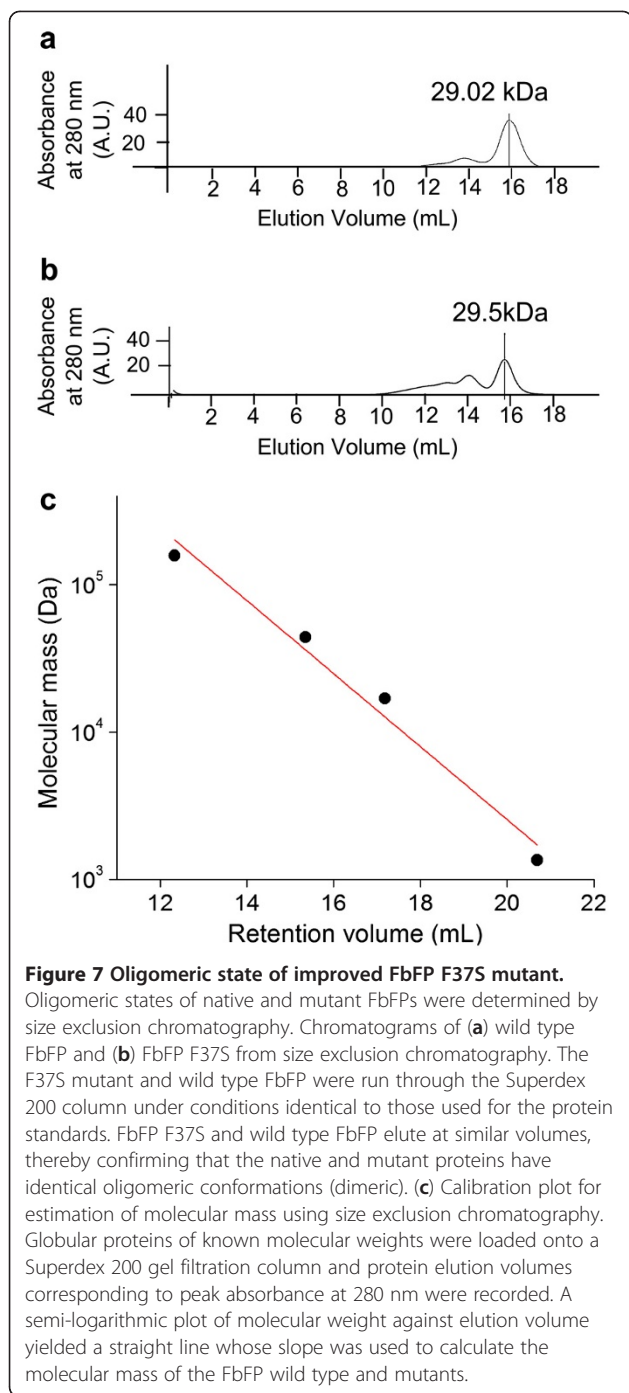 a
29.02 kDa
Absorbance
at 280 nm
(A.U.)
40
20
2 4 6 8 10 12 14 16 18
Elution Volume (mL)
b
29.5kDa
Absorbance
at 280 nm
(A.U.)
40
20
2 4 6 8 10 12 14 16 18
Elution Volume (mL)
c
Molecular mass (Da)
10⁵
10⁴
10³
12 14 16 18 20 22
Retention volume (mL)
Figure 7 Oligomeric state of improved FbFP F37S mutant.
Oligomeric states of native and mutant FbFPs were determined by
size exclusion chromatography. Chromatograms of (a) wild type
FbFP and (b) FbFP F37S from size exclusion chromatography. The
F37S mutant and wild type FbFP were run through the Superdex
200 column under conditions identical to those used for the protein
standards. FbFP F37S and wild type FbFP elute at similar volumes,
thereby confirming that the native and mutant proteins have
identical oligomeric conformations (dimeric). (c) Calibration plot for
estimation of molecular mass using size exclusion chromatography.
Globular proteins of known molecular weights were loaded onto a
Superdex 200 gel filtration column and protein elution volumes
corresponding to peak absorbance at 280 nm were recorded. A
semi-logarithmic plot of molecular weight against elution volume
yielded a straight line whose slope was used to calculate the
molecular mass of the FbFP wild type and mutants.